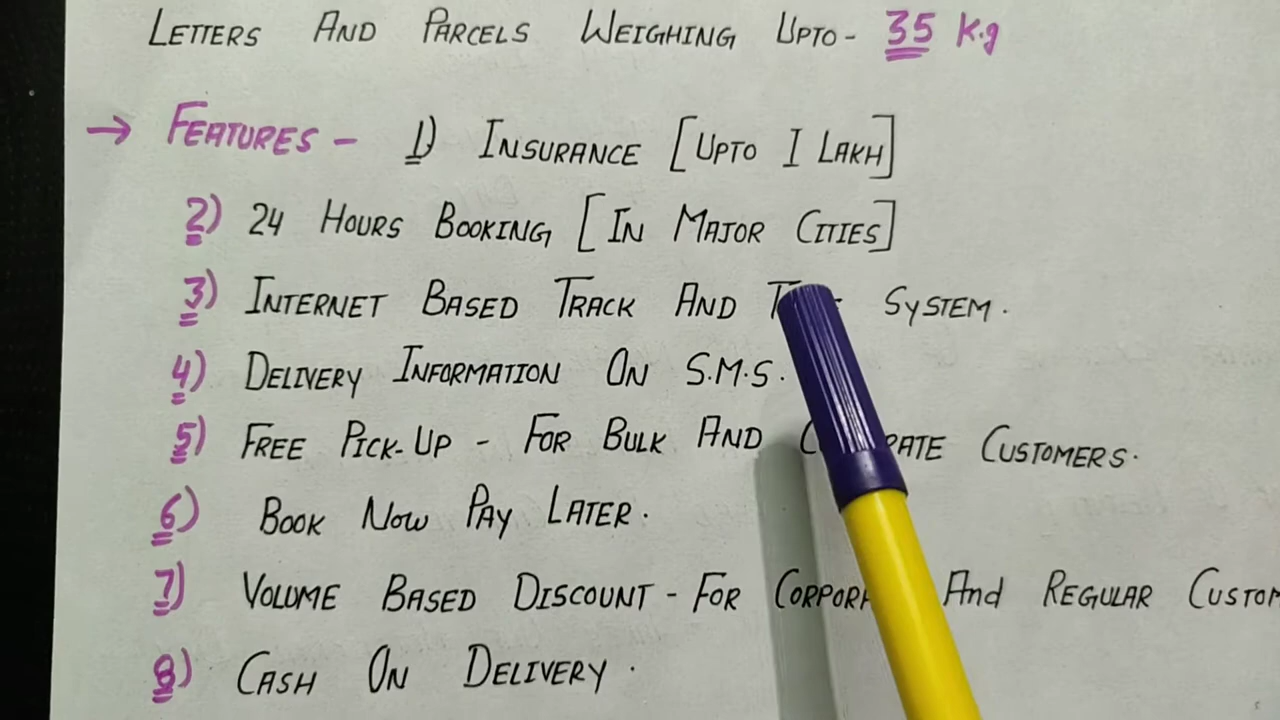 LETTERS AND PARCELS WEIGHING UPTO- 35 K.g
→ FEATURES - 1) INSURANCE [UPTO I LAKH]
2) 24 HOURS BOOKING [IN MAJOR CITIES]
3) INTERNET BASED TRACK AND SYSTEM.
4) DELIVERY INFORMATION ON S.M.S.
5) FREE PICK-UP - FOR BULK AND CUSTOMERS.
6) BOOK NOW PAY LATER.
7) VOLUME BASED DISCOUNT - FOR And REGULAR
8) CASH ON DELIVERY.